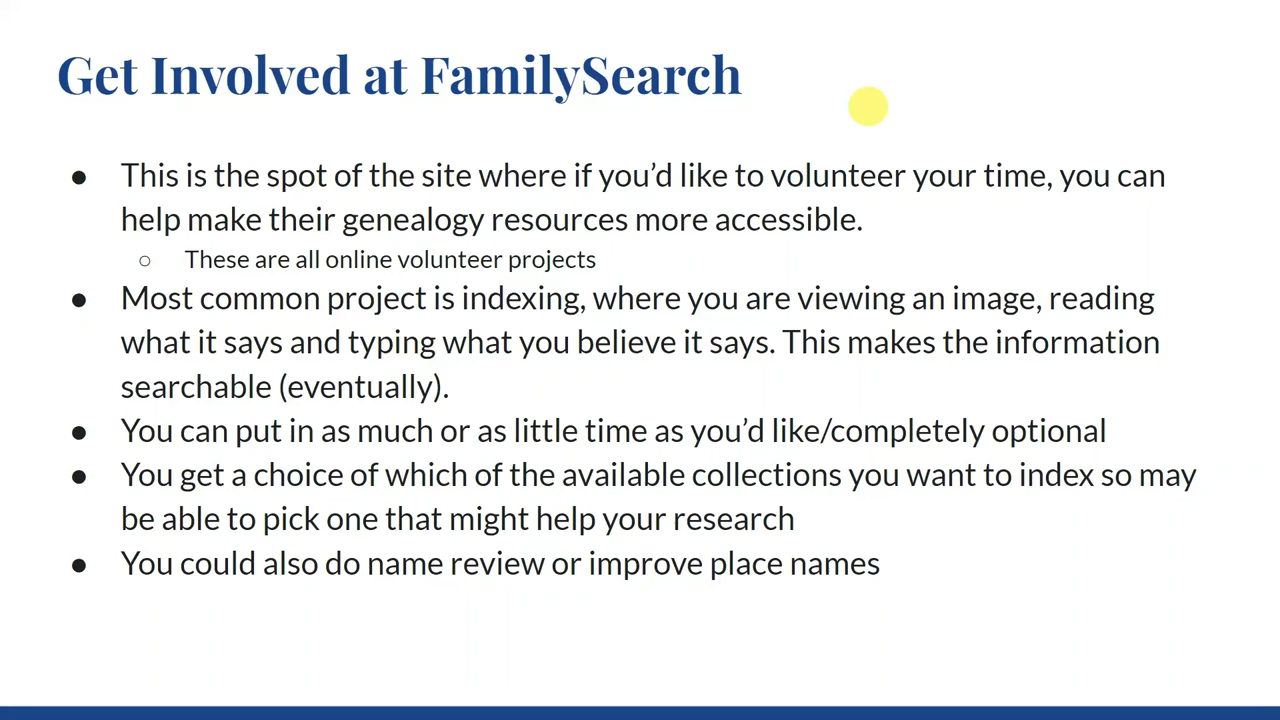 Get Involved at FamilySearch
● This is the spot of the site where if you’d like to volunteer your time, you can
help make their genealogy resources more accessible.
○ These are all online volunteer projects
● Most common project is indexing, where you are viewing an image, reading
what it says and typing what you believe it says. This makes the information
searchable (eventually).
● You can put in as much or as little time as you’d like/completely optional
● You get a choice of which of the available collections you want to index so may
be able to pick one that might help your research
● You could also do name review or improve place names